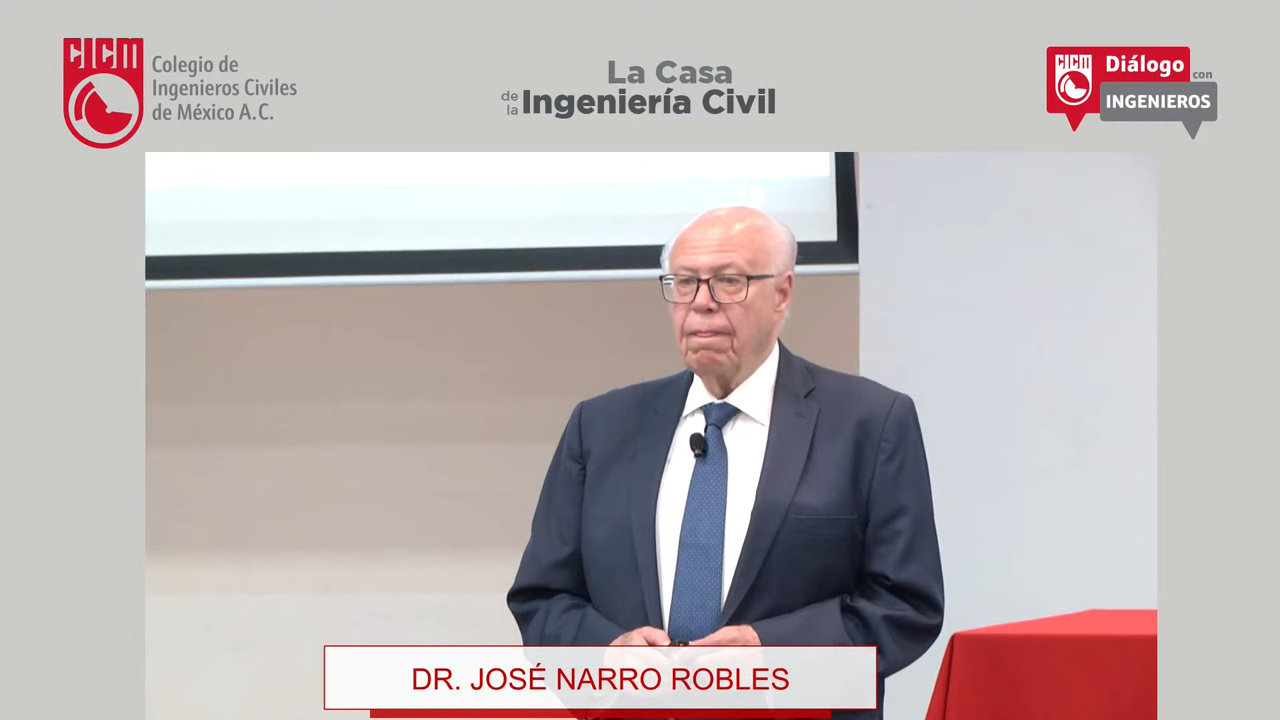 CICM
Colegio de
Ingenieros Civiles
de México A.C.
La Casa
de la Ingeniería Civil
CICM
Diálogo con
INGENIEROS
DR. JOSÉ NARRO ROBLES